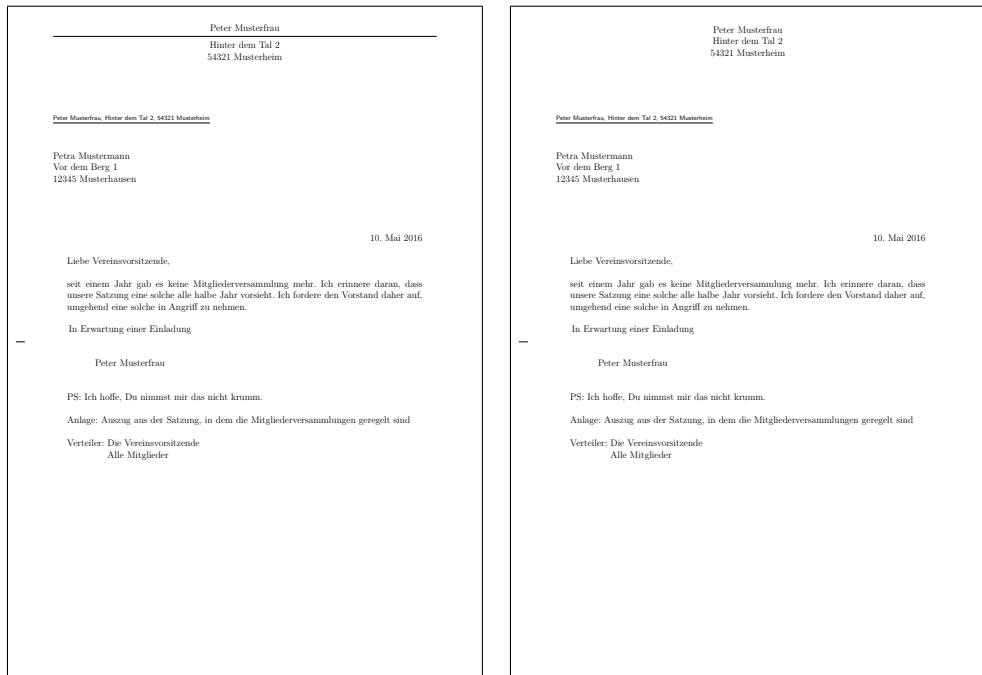 Peter Musterfrau
Hinter dem Tal 2
54321 Musterheim
Peter Musterfrau, Hinter dem Tal 2, 54321 Musterheim
Petra Mustermann
Vor dem Berg 1
12345 Musterhausen
10. Mai 2016
Liebe Vereinsvorsitzende,
seit einem Jahr gab es keine Mitgliederversammlung mehr. Ich erinnere daran, dass
unsere Satzung eine solche alle halbe Jahr vorsieht. Ich fordere den Vorstand daher auf,
umgehend eine solche in Angriff zu nehmen.
In Erwartung einer Einladung
Peter Musterfrau
PS: Ich hoffe, Du nimmst mir das nicht krumm.
Anlage: Auszug aus der Satzung, in dem die Mitgliederversammlungen geregelt sind
Verteiler: Die Vereinsvorsitzende
Alle Mitglieder
Peter Musterfrau
Hinter dem Tal 2
54321 Musterheim
Peter Musterfrau, Hinter dem Tal 2, 54321 Musterheim
Petra Mustermann
Vor dem Berg 1
12345 Musterhausen
10. Mai 2016
Liebe Vereinsvorsitzende,
seit einem Jahr gab es keine Mitgliederversammlung mehr. Ich erinnere daran, dass
unsere Satzung eine solche alle halbe Jahr vorsieht. Ich fordere den Vorstand daher auf,
umgehend eine solche in Angriff zu nehmen.
In Erwartung einer Einladung
Peter Musterfrau
PS: Ich hoffe, Du nimmst mir das nicht krumm.
Anlage: Auszug aus der Satzung, in dem die Mitgliederversammlungen geregelt sind
Verteiler: Die Vereinsvorsitzende
Alle Mitglieder